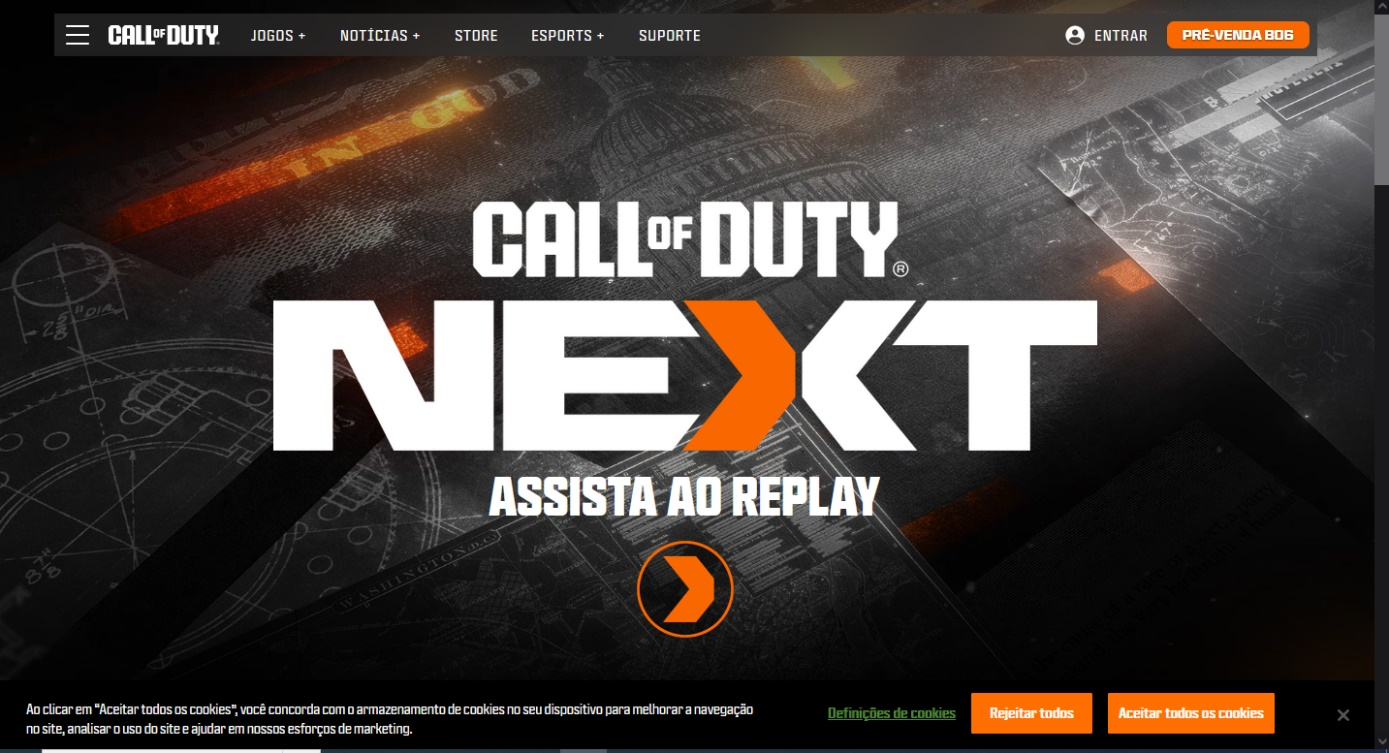 CALL OF DUTY
JOGOS +
NOTÍCIAS +
STORE
ESPORTS +
SUPORTE
ENTRAR
PRÉ-VENDA BO6
IN GOD
CALL OF DUTY®
NEXT
ASSISTA AO REPLAY
WASHINGTON D.C.
Ao clicar em "Aceitar todos os cookies", você concorda com o armazenamento de cookies no seu dispositivo para melhorar a navegação
no site, analisar o uso do site e ajudar em nossos esforços de marketing.
Definições de cookies
Rejeitar todos
Aceitar todos os cookies